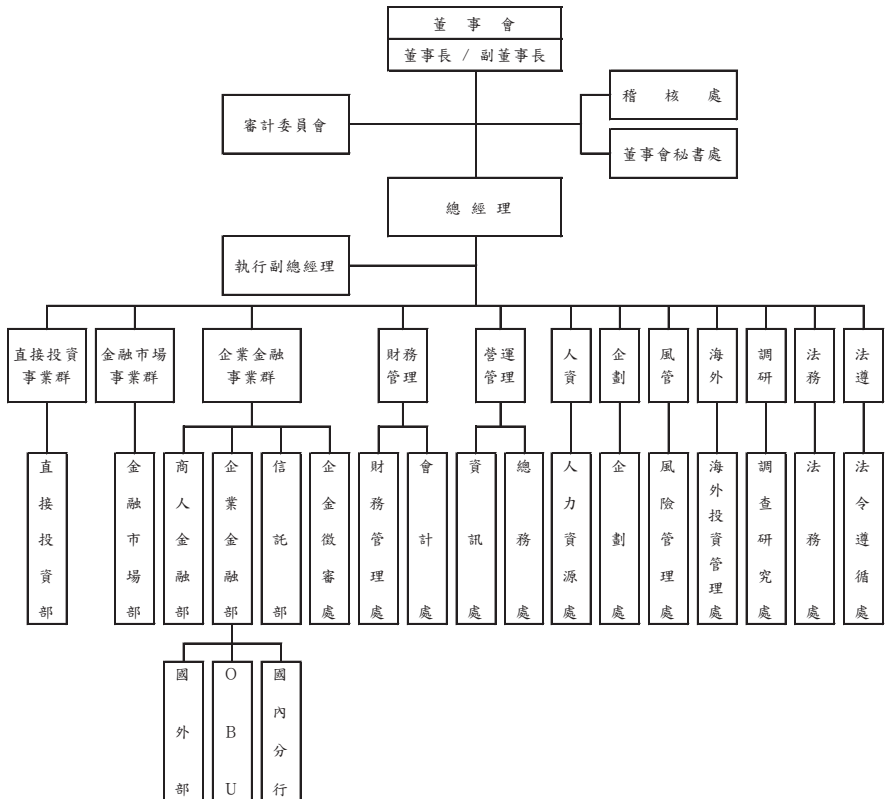 董事會
董事長 / 副董事長
稽核處
審計委員會
董事會秘書處
總經理
執行副總經理
直接投資
事業群
金融市場
事業群
企業金融
事業群
財務
管理
營運
管理
人資
企劃
風管
海外
調研
法務
法遵
直接投資部
金融市場部
商人金融部
企業金融部
信託部
企金徵審處
財務管理處
會計處
資訊處
總務處
人力資源處
企劃處
風險管理處
海外投資管理處
調查研究處
法務處
法令遵循處
國外部
OBU
國內分行